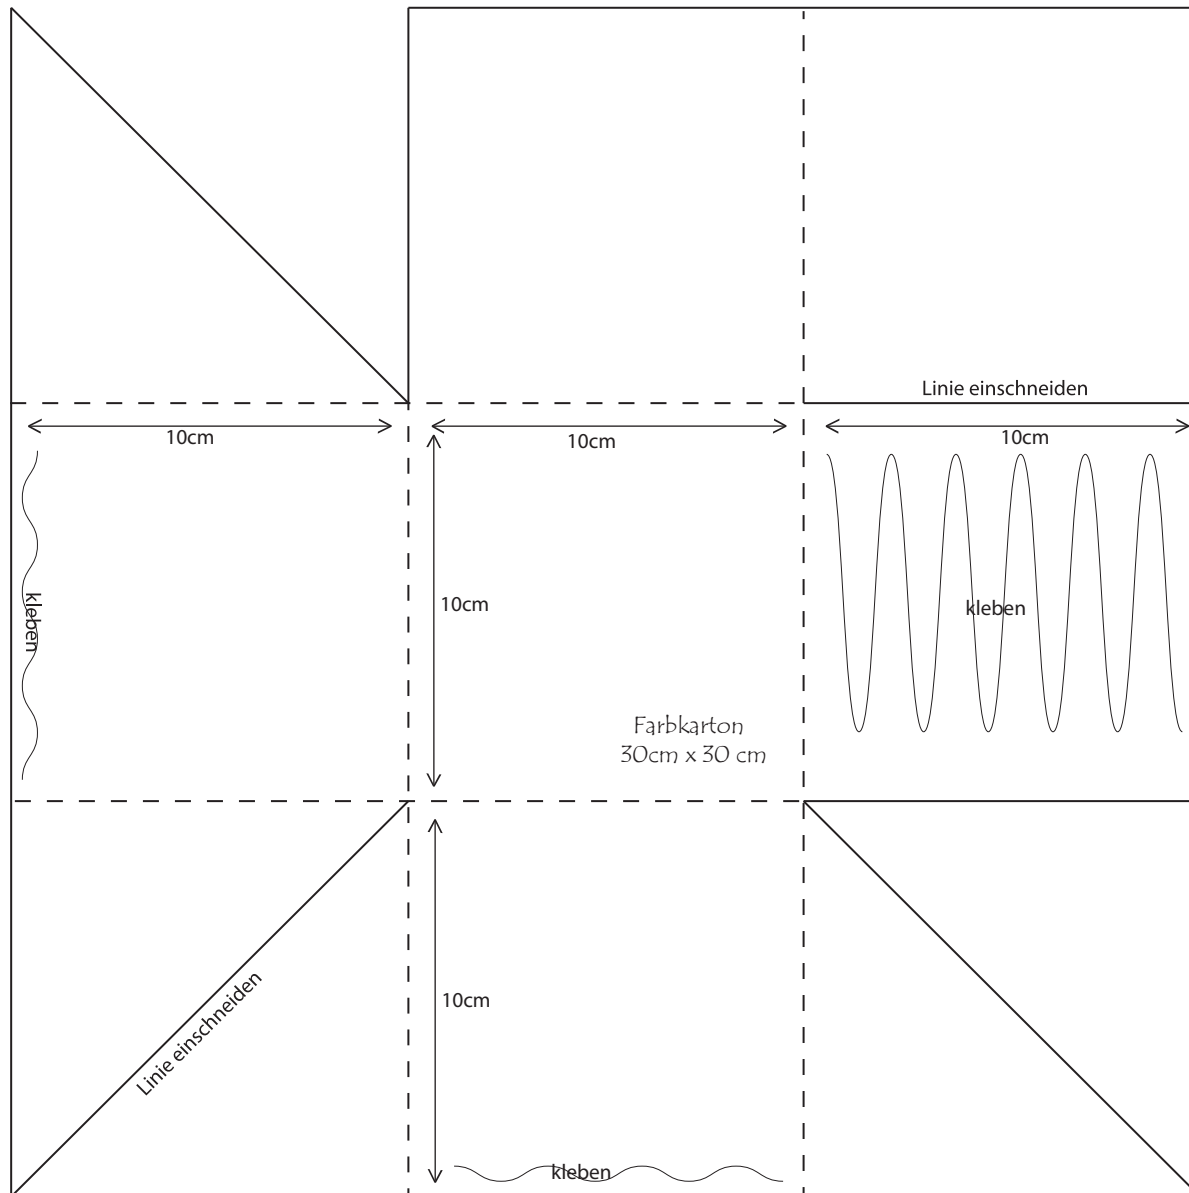 Linie einschneiden
10cm
10cm
10cm
kleben
10cm
kleben
Farbkarton
30cm x 30 cm
10cm
Linie einschneiden
kleben